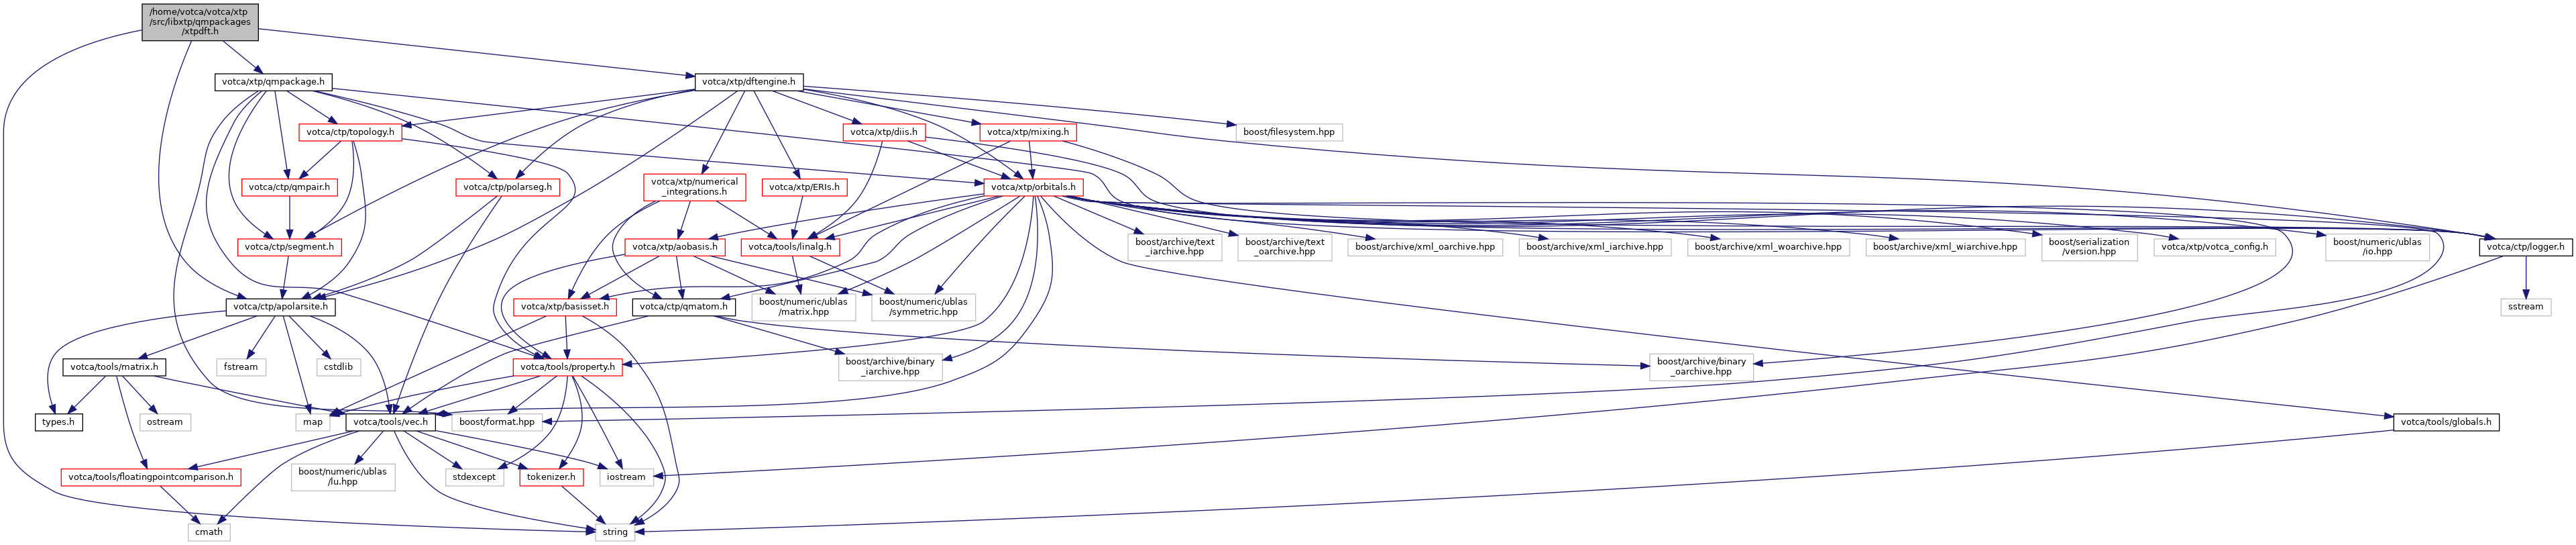 /home/votca/votca/xtp
/src/libxtp/qmpackages
/xtpdft.h
votca/xtp/qmpackage.h
votca/xtp/dftengine.h
votca/ctp/topology.h
votca/xtp/diis.h
votca/xtp/mixing.h
boost/filesystem.hpp
votca/ctp/qmpair.h
votca/ctp/polarseg.h
votca/xtp/numerical
_integrations.h
votca/xtp/ERIs.h
votca/xtp/orbitals.h
votca/ctp/segment.h
votca/xtp/aobasis.h
votca/tools/linalg.h
boost/archive/text
_iarchive.hpp
boost/archive/text
_oarchive.hpp
boost/archive/xml_oarchive.hpp
boost/archive/xml_iarchive.hpp
boost/archive/xml_woarchive.hpp
boost/archive/xml_wiarchive.hpp
boost/serialization
/version.hpp
votca/xtp/votca_config.h
boost/numeric/ublas
/io.hpp
votca/ctp/logger.h
votca/ctp/apolarsite.h
votca/xtp/basisset.h
votca/ctp/qmatom.h
boost/numeric/ublas
/matrix.hpp
boost/numeric/ublas
/symmetric.hpp
sstream
votca/tools/matrix.h
fstream
cstdlib
votca/tools/property.h
boost/archive/binary
_iarchive.hpp
boost/archive/binary
_oarchive.hpp
types.h
ostream
map
votca/tools/vec.h
boost/format.hpp
votca/tools/globals.h
votca/tools/floatingpointcomparison.h
boost/numeric/ublas
/lu.hpp
stdexcept
tokenizer.h
iostream
cmath
string